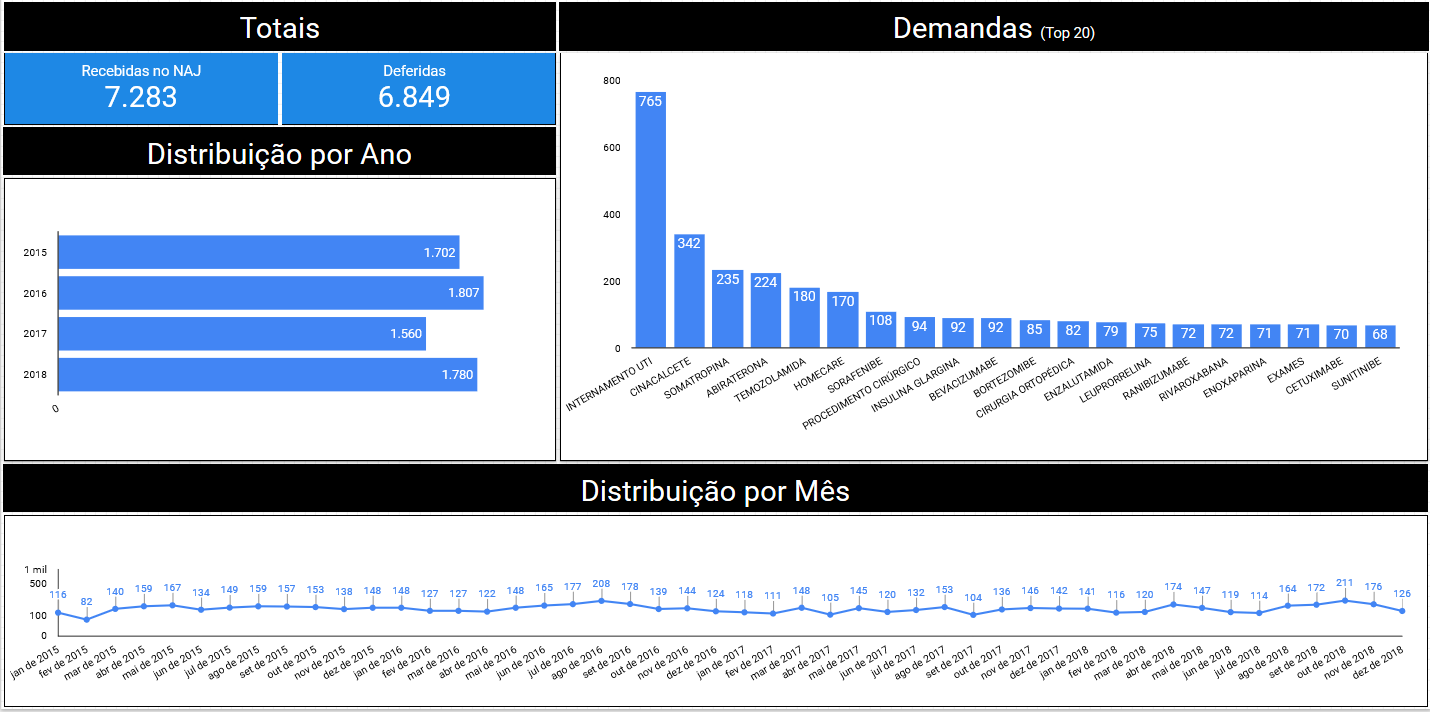 Totais
Recebidas no NAJ
7.283
Deferidas
6.849
Distribuição por Ano
2015
1.702
2016
1.807
2017
1.560
2018
1.780
0
Demandas (Top 20)
800
600
400
200
0
765
342
235
224
180
170
108
94
92
92
85
82
79
75
72
72
71
71
70
68
INTERNAMENTO UTI
CINACALCETE
SOMATROPINA
ABIRATERONA
TEMOZOLAMIDA
HOMECARE
SORAFENIBE
PROCEDIMENTO CIRÚRGICO
INSULINA GLARGINA
BEVACIZUMABE
BORTEZOMIBE
CIRURGIA ORTOPÉDICA
ENZALUTAMIDA
LEUPRORRELINA
RANIBIZUMABE
RIVAROXABANA
ENOXAPARINA
EXAMES
CETUXIMABE
SUNITINIBE
Distribuição por Mês
1 mil
500
100
0
116
82
140
159
167
134
149
159
157
153
138
148
148
127
127
122
148
165
177
208
178
139
144
124
118
111
148
105
145
120
132
153
104
136
146
142
141
116
120
174
147
119
114
164
172
211
176
126
jan de 2015
fev de 2015
mar de 2015
abr de 2015
mai de 2015
jun de 2015
jul de 2015
ago de 2015
set de 2015
out de 2015
nov de 2015
dez de 2015
jan de 2016
fev de 2016
mar de 2016
abr de 2016
mai de 2016
jun de 2016
jul de 2016
ago de 2016
set de 2016
out de 2016
nov de 2016
dez de 2016
jan de 2017
fev de 2017
mar de 2017
abr de 2017
mai de 2017
jun de 2017
jul de 2017
ago de 2017
set de 2017
out de 2017
nov de 2017
dez de 2017
jan de 2018
fev de 2018
mar de 2018
abr de 2018
mai de 2018
jun de 2018
jul de 2018
ago de 2018
set de 2018
out de 2018
nov de 2018
dez de 2018